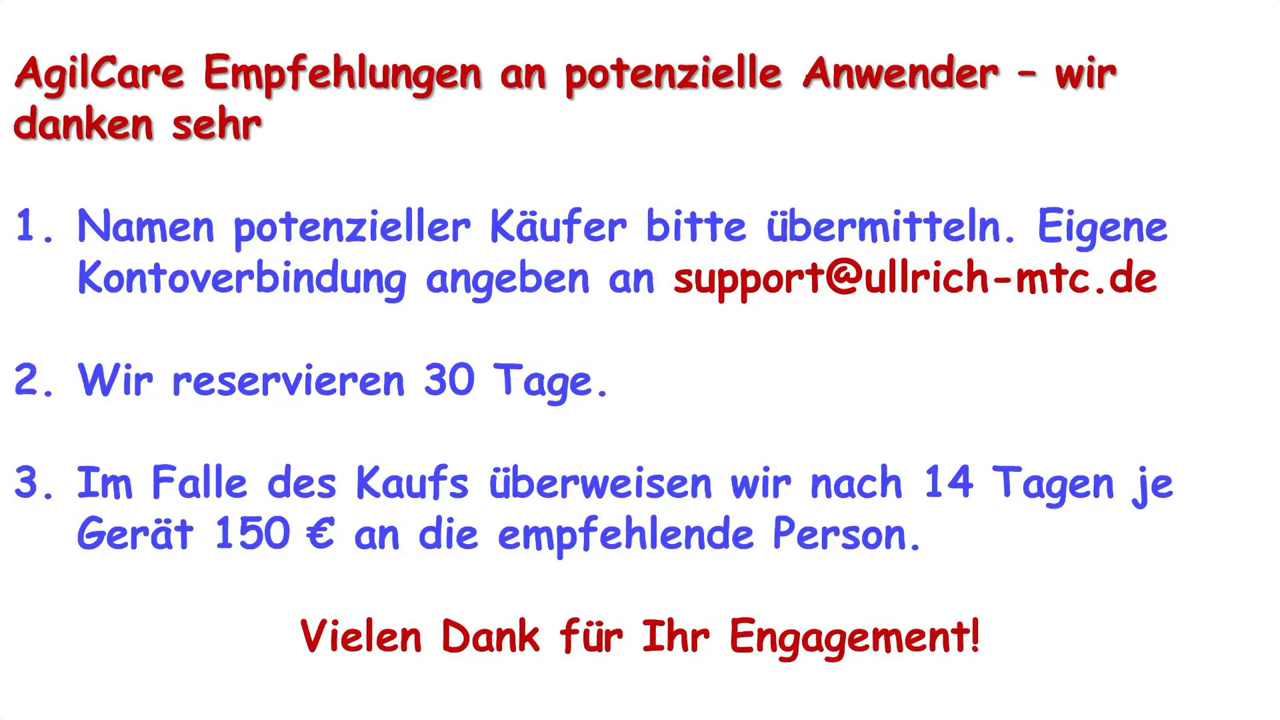 AgilCare Empfehlungen an potenzielle Anwender – wir
danken sehr
1. Namen potenzieller Käufer bitte übermitteln. Eigene
Kontoverbindung angeben an support@ullrich-mtc.de
2. Wir reservieren 30 Tage.
3. Im Falle des Kaufs überweisen wir nach 14 Tagen je
Gerät 150 € an die empfehlende Person.
Vielen Dank für Ihr Engagement!